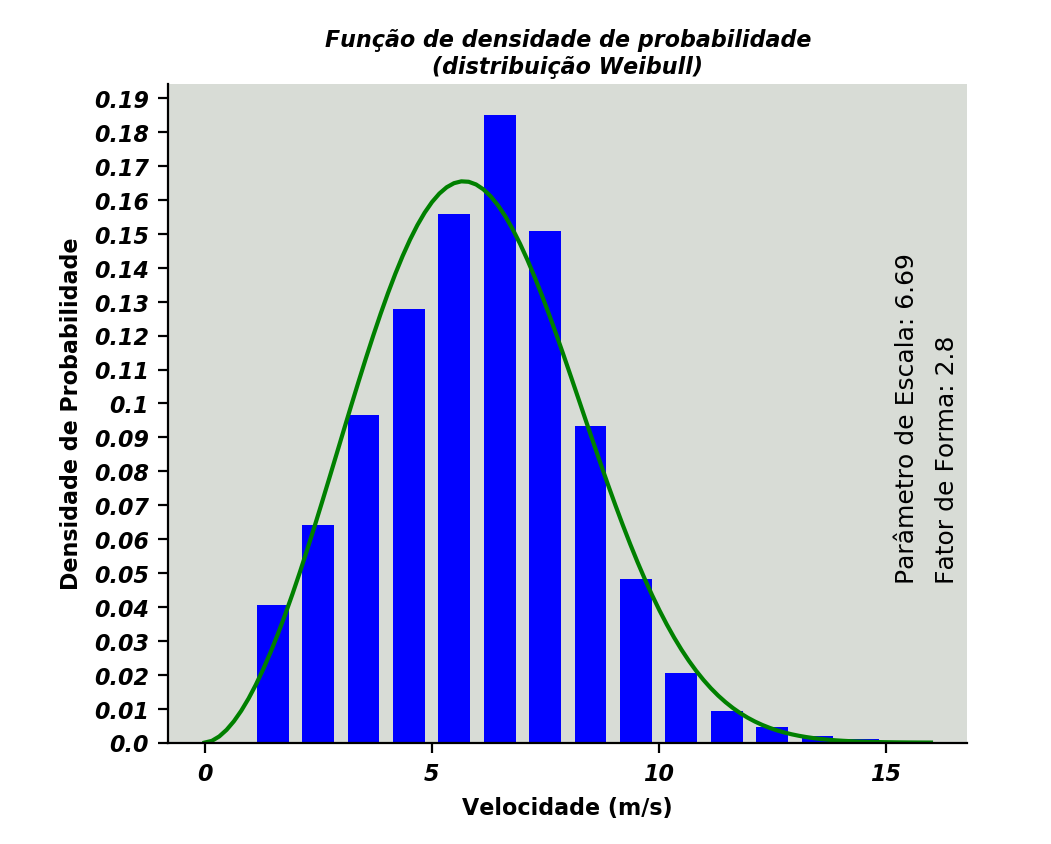 Função de densidade de probabilidade
(distribuição Weibull)
Densidade de Probabilidade
0.19
0.18
0.17
0.16
0.15
0.14
0.13
0.12
0.11
0.1
0.09
0.08
0.07
0.06
0.05
0.04
0.03
0.02
0.01
0.0
Parâmetro de Escala: 6.69
Fator de Forma: 2.8
0 5 10 15
Velocidade (m/s)